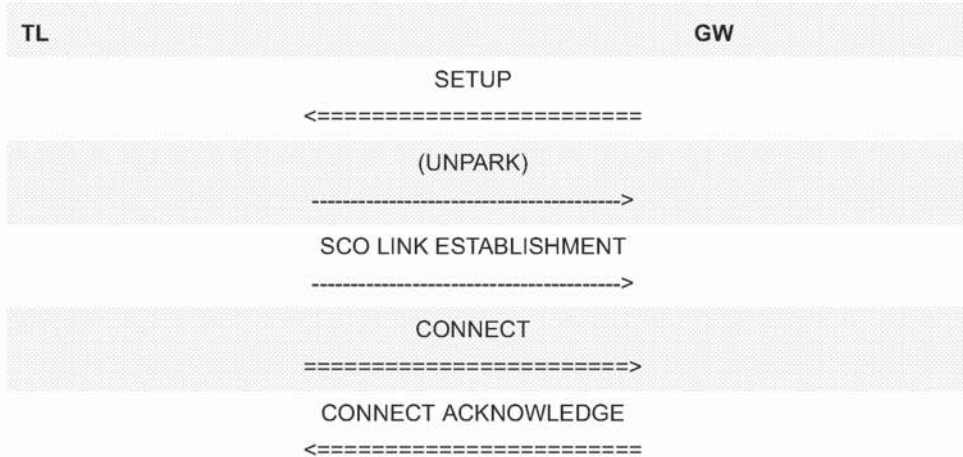 TL GW
SETUP
<========================
(UNPARK)
---------------------------------------->
SCO LINK ESTABLISHMENT
---------------------------------------->
CONNECT
========================>
CONNECT ACKNOWLEDGE
<========================